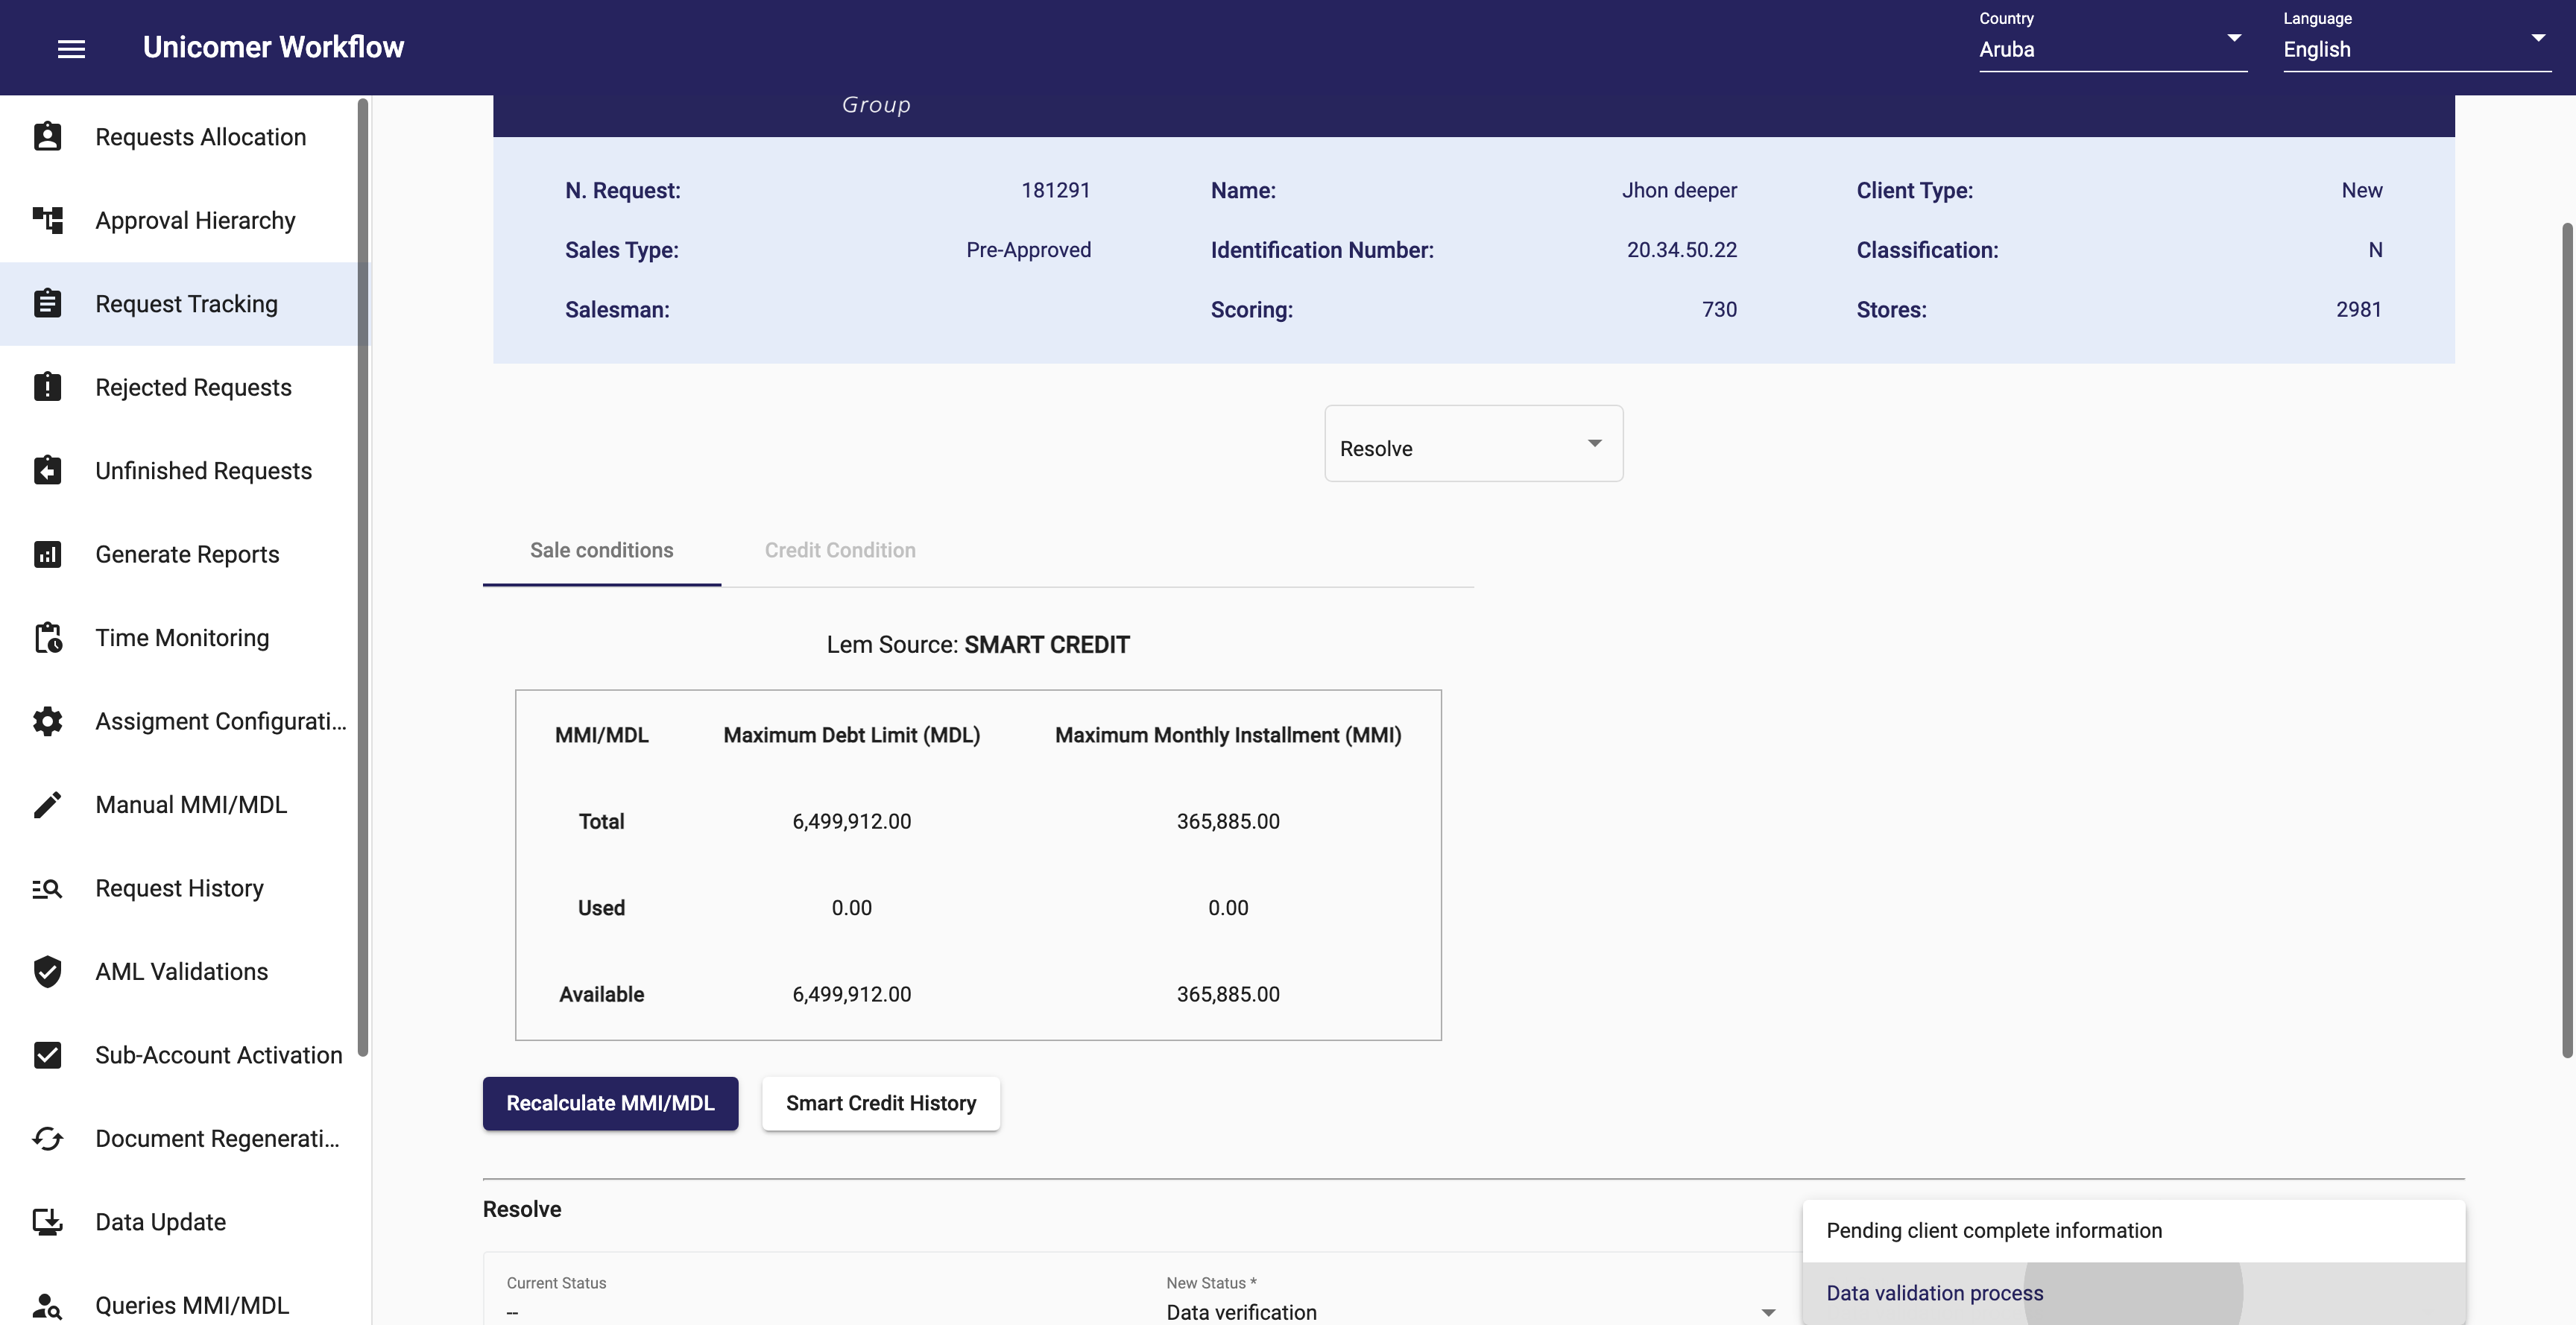 Unicomer Workflow
Country
Aruba
Language
English
Requests Allocation
Approval Hierarchy
Request Tracking
Rejected Requests
Unfinished Requests
Generate Reports
Time Monitoring
Assigment Configurati...
Manual MMI/MDL
Request History
AML Validations
Sub-Account Activation
Document Regenerati...
Data Update
Queries MMI/MDL
Group
N. Request: 181291 Name: Jhon deeper Client Type: New
Sales Type: Pre-Approved Identification Number: 20.34.50.22 Classification: N
Salesman: Scoring: 730 Stores: 2981
Resolve
Sale conditions Credit Condition
Lem Source: SMART CREDIT
MMI/MDL Maximum Debt Limit (MDL) Maximum Monthly Installment (MMI)
Total 6,499,912.00 365,885.00
Used 0.00 0.00
Available 6,499,912.00 365,885.00
Recalculate MMI/MDL Smart Credit History
Resolve
Current Status
--
New Status *
Data verification
Pending client complete information
Data validation process